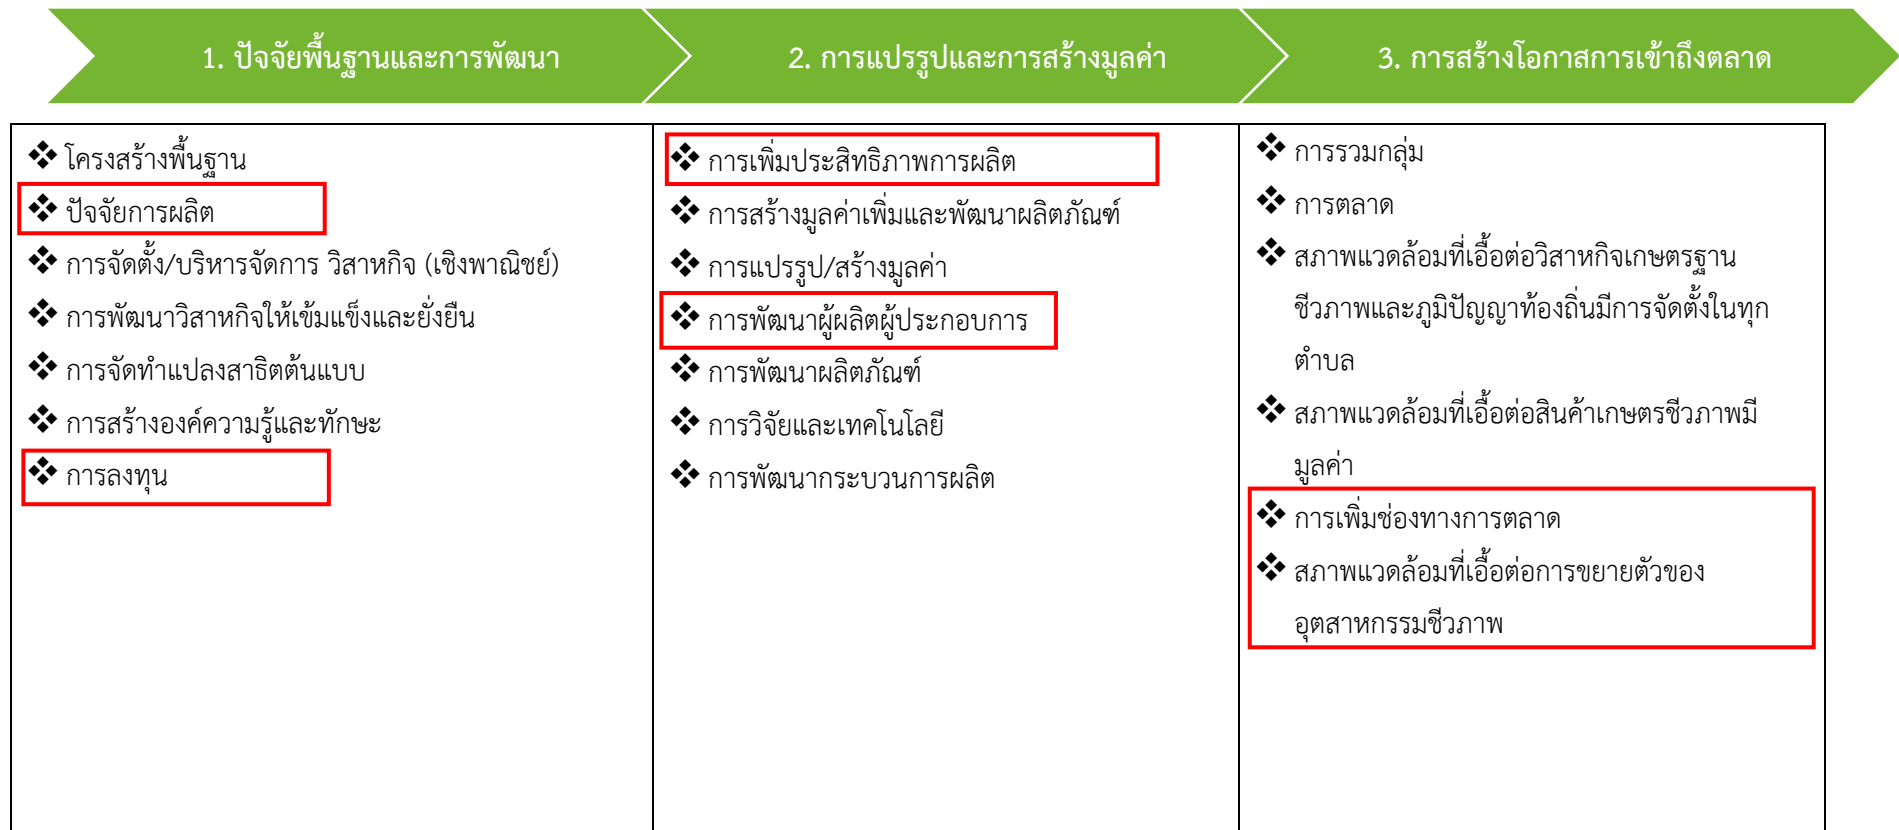 1. ปัจจัยพื้นฐานและการพัฒนา
2. การแปรรูปและการสร้างมูลค่า
3. การสร้างโอกาสการเข้าถึงตลาด
❖ โครงสร้างพื้นฐาน
❖ ปัจจัยการผลิต
❖ การจัดตั้ง/บริหารจัดการ วิสาหกิจ (เชิงพาณิชย์)
❖ การพัฒนาวิสาหกิจให้เข้มแข็งและยั่งยืน
❖ การจัดทำแปลงสาธิตต้นแบบ
❖ การสร้างองค์ความรู้และทักษะ
❖ การลงทุน
❖ การเพิ่มประสิทธิภาพการผลิต
❖ การสร้างมูลค่าเพิ่มและพัฒนาผลิตภัณฑ์
❖ การแปรรูป/สร้างมูลค่า
❖ การพัฒนาผู้ผลิตผู้ประกอบการ
❖ การพัฒนาผลิตภัณฑ์
❖ การวิจัยและเทคโนโลยี
❖ การพัฒนากระบวนการผลิต
❖ การรวมกลุ่ม
❖ การตลาด
❖ สภาพแวดล้อมที่เอื้อต่อวิสาหกิจเกษตรฐาน
ชีวภาพและภูมิปัญญาท้องถิ่นมีการจัดตั้งในทุก
ตำบล
❖ สภาพแวดล้อมที่เอื้อต่อสินค้าเกษตรชีวภาพมี
มูลค่า
❖ การเพิ่มช่องทางการตลาด
❖ สภาพแวดล้อมที่เอื้อต่อการขยายตัวของ
อุตสาหกรรมชีวภาพ